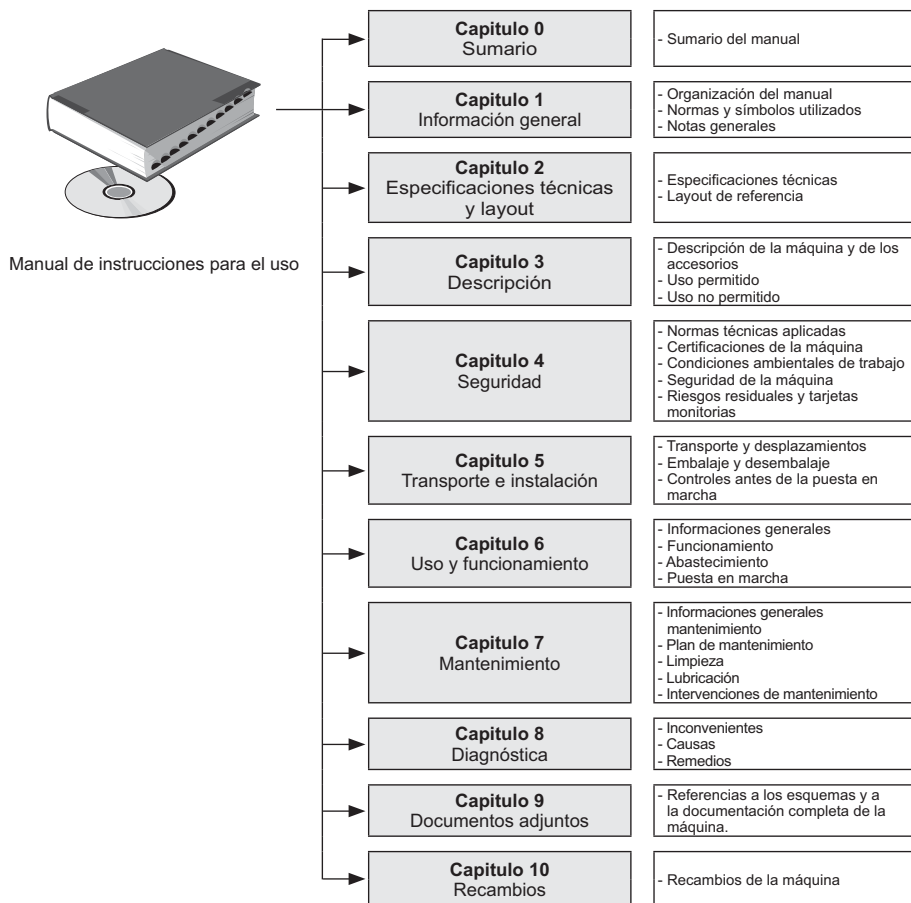 Manual de instrucciones para el uso
Capitulo 0
Sumario
- Sumario del manual
Capitulo 1
Información general
- Organización del manual
- Normas y símbolos utilizados
- Notas generales
Capitulo 2
Especificaciones técnicas
y layout
- Especificaciones técnicas
- Layout de referencia
Capitulo 3
Descripción
- Descripción de la máquina y de los
accesorios
- Uso permitido
- Uso no permitido
Capitulo 4
Seguridad
- Normas técnicas aplicadas
- Certificaciones de la máquina
- Condiciones ambientales de trabajo
- Seguridad de la máquina
- Riesgos residuales y tarjetas
monitorias
Capitulo 5
Transporte e instalación
- Transporte y desplazamientos
- Embalaje y desembalaje
- Controles antes de la puesta en
marcha
Capitulo 6
Uso y funcionamiento
- Informaciones generales
- Funcionamiento
- Abastecimiento
- Puesta en marcha
Capitulo 7
Mantenimiento
- Informaciones generales
mantenimiento
- Plan de mantenimiento
- Limpieza
- Lubricación
- Intervenciones de mantenimiento
Capitulo 8
Diagnóstica
- Inconvenientes
- Causas
- Remedios
Capitulo 9
Documentos adjuntos
- Referencias a los esquemas y a
la documentación completa de la
máquina.
Capitulo 10
Recambios
- Recambios de la máquina